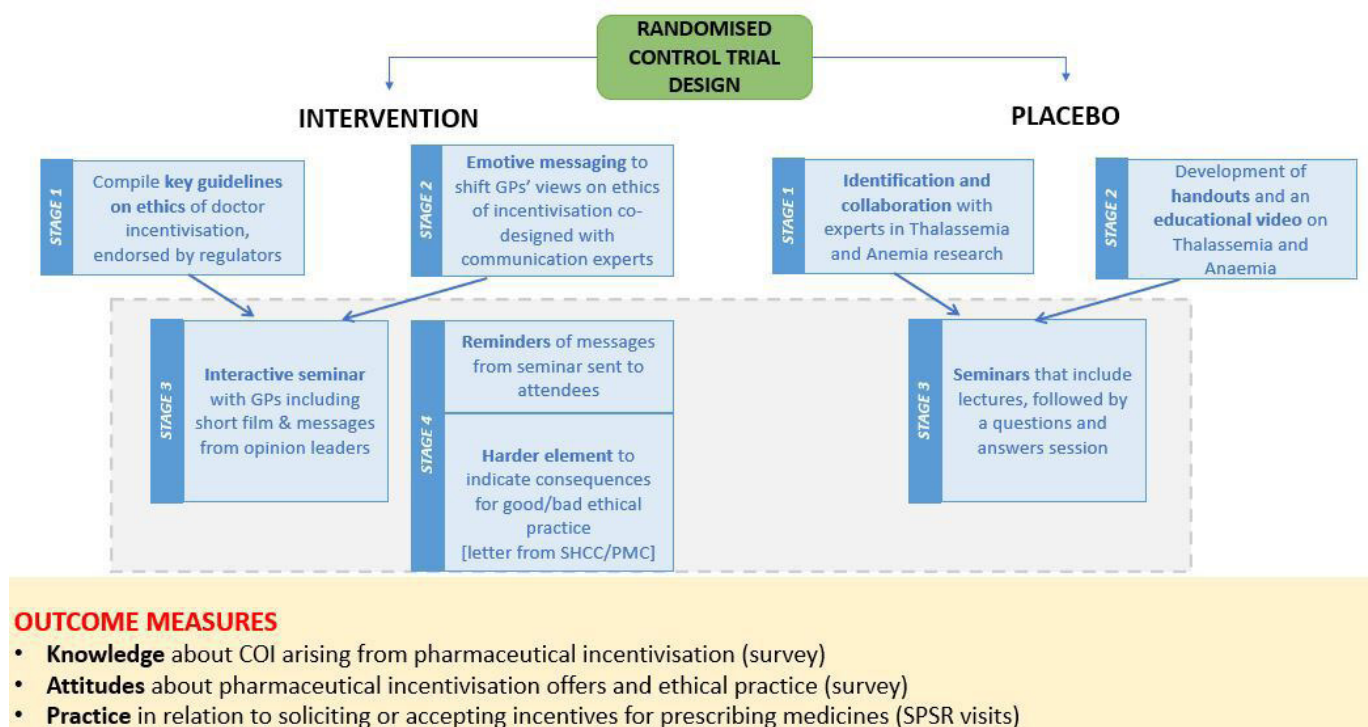 RANDOMISED
CONTROL TRIAL
DESIGN
INTERVENTION
PLACEBO
STAGE 1
Compile key guidelines
on ethics of doctor
incentivisation,
endorsed by regulators
STAGE 2
Emotive messaging to
shift GPs' views on ethics
of incentivisation co-
designed with
communication experts
STAGE 1
Identification and
collaboration with
experts in Thalassemia
and Anemia research
STAGE 2
Development of
handouts and an
educational video on
Thalassemia and
Anaemia
STAGE 3
Interactive seminar
with GPs including
short film & messages
from opinion leaders
STAGE 4
Reminders of messages
from seminar sent to
attendees
Harder element to
indicate consequences
for good/bad ethical
practice
[letter from SHCC/PMC]
STAGE 3
Seminars that include
lectures, followed by
a questions and
answers session
OUTCOME MEASURES
• Knowledge about COI arising from pharmaceutical incentivisation (survey)
• Attitudes about pharmaceutical incentivisation offers and ethical practice (survey)
• Practice in relation to soliciting or accepting incentives for prescribing medicines (SPSR visits)